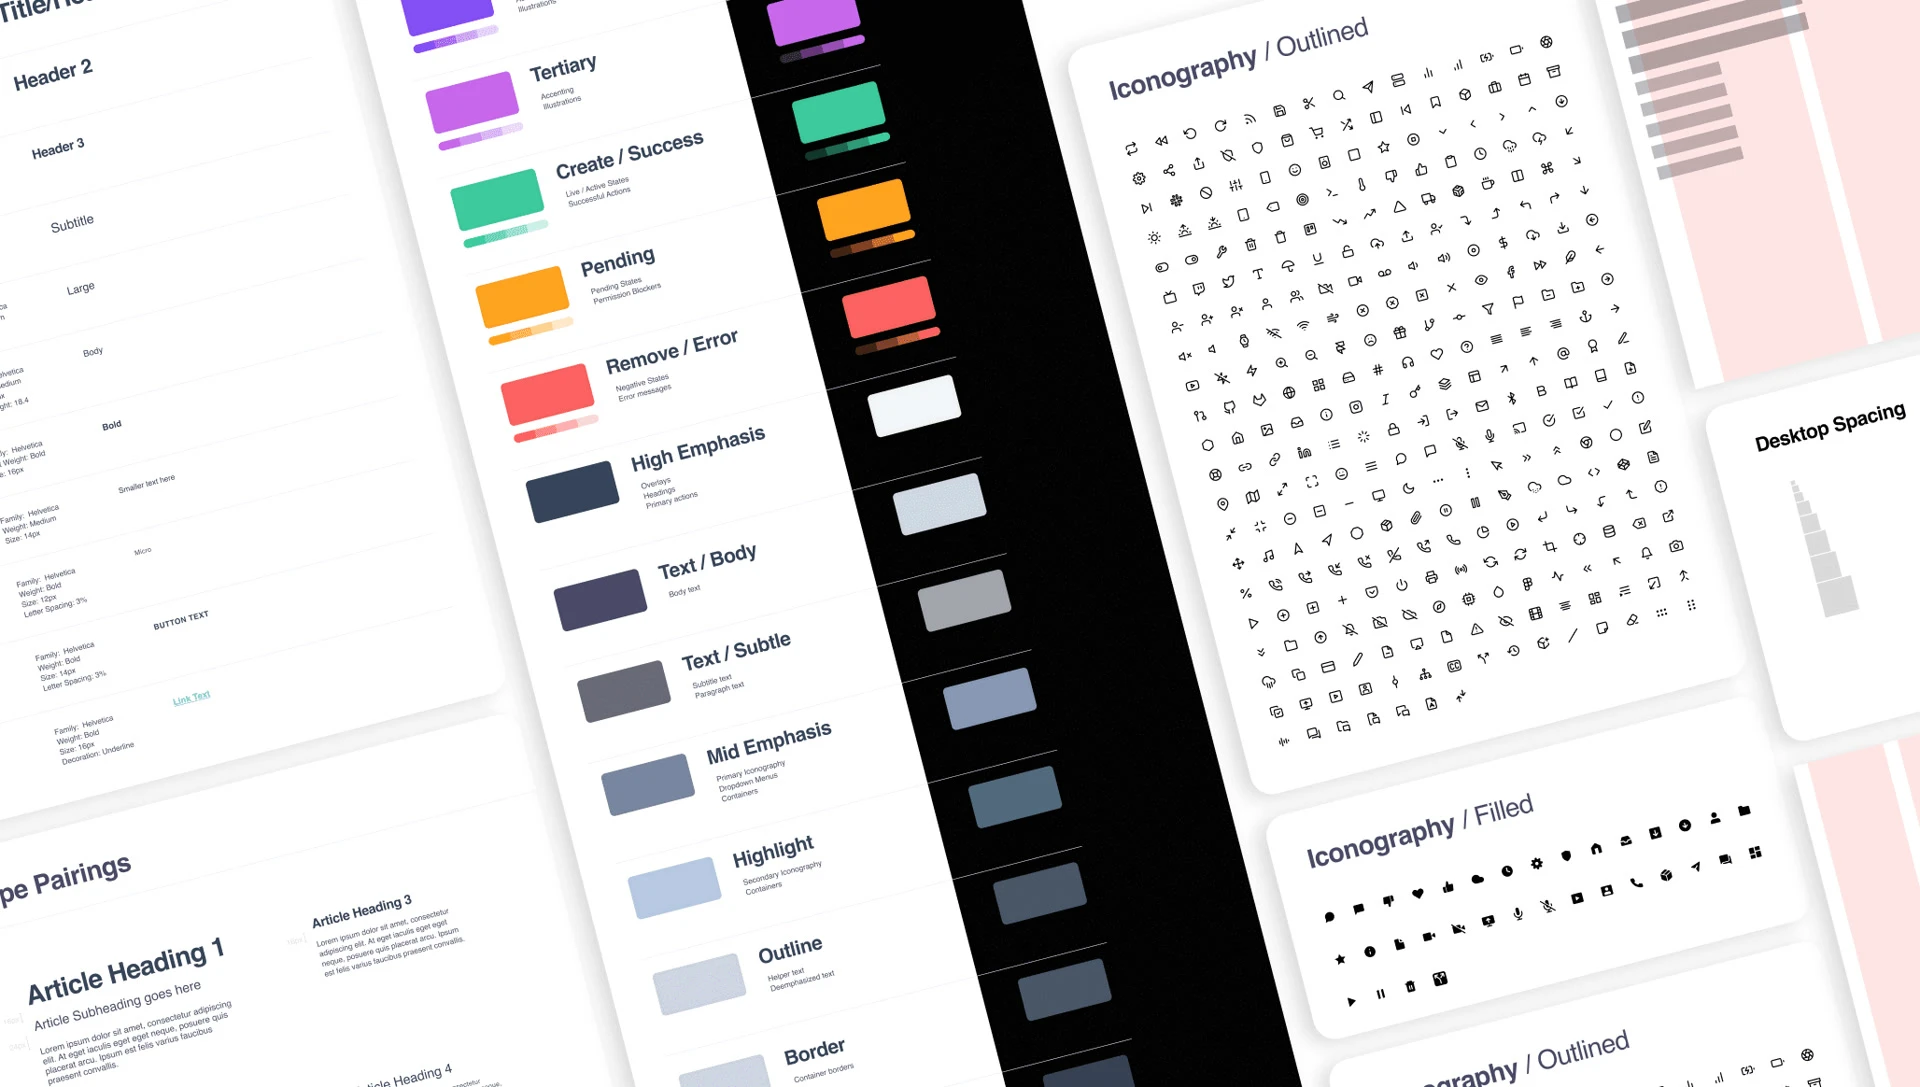 Header 2
Header 3
Subtitle
Large
Body
Bold
Weight: Bold
Smaller text here
Family: Helvetica
Weight: Medium
Size: 14px
Micro
Family: Helvetica
Weight: Bold
Size: 12px
Letter Spacing: 3%
BUTTON TEXT
Family: Helvetica
Weight: Bold
Size: 14px
Letter Spacing: 3%
Link Text
Family: Helvetica
Weight: Bold
Size: 16px
Decoration: Underline
Pairings
Article Heading 1
Article Subheading goes here
Lorem ipsum dolor sit amet, consectetur adipiscing
elit. At eget iaculis eget eget neque, posuere quis
placerat arcu. Ipsum est felis varius faucibus
praesent convallis.
Article Heading 3
Lorem ipsum dolor sit amet, consectetur
adipiscing elit. At eget iaculis eget eget
neque, posuere quis placerat arcu. Ipsum
est felis varius faucibus praesent convallis.
Heading 4
Illustrations
Tertiary
Accenting
Illustrations
Create / Success
Live / Active States
Successful Actions
Pending
Pending States
Permission Blockers
Remove / Error
Negative States
Error messages
High Emphasis
Overlays
Headings
Primary actions
Text / Body
Body text
Text / Subtle
Subtitle text
Paragraph text
Mid Emphasis
Primary Iconography
Dropdown Menus
Containers
Highlight
Secondary Iconography
Containers
Outline
Helper text
Deemphasized text
Border
Container borders
Iconography / Outlined
Iconography / Filled
/ Outlined
Desktop Spacing